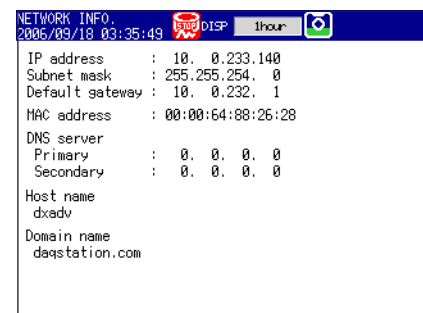 NETWORK INFO.
2006/09/18 03:35:49 STOP DISP 1hour
IP address : 10. 0.233.140
Subnet mask : 255.255.254. 0
Default gateway : 10. 0.232. 1
MAC address : 00:00:64:88:26:28
DNS server
Primary : 0. 0. 0. 0
Secondary : 0. 0. 0. 0
Host name
dxadv
Domain name
daqstation.com